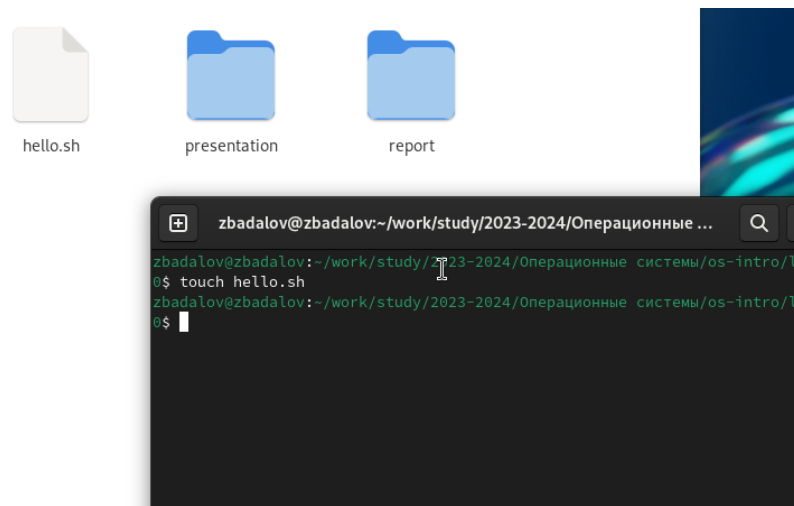 hello.sh
presentation
report
zbadalov@zbadalov:~/work/study/2023-2024/Операционные ...
zbadalov@zbadalov:~/work/study/2023-2024/Операционные системы/os-intro/l
0$ touch hello.sh
zbadalov@zbadalov:~/work/study/2023-2024/Операционные системы/os-intro/l
0$